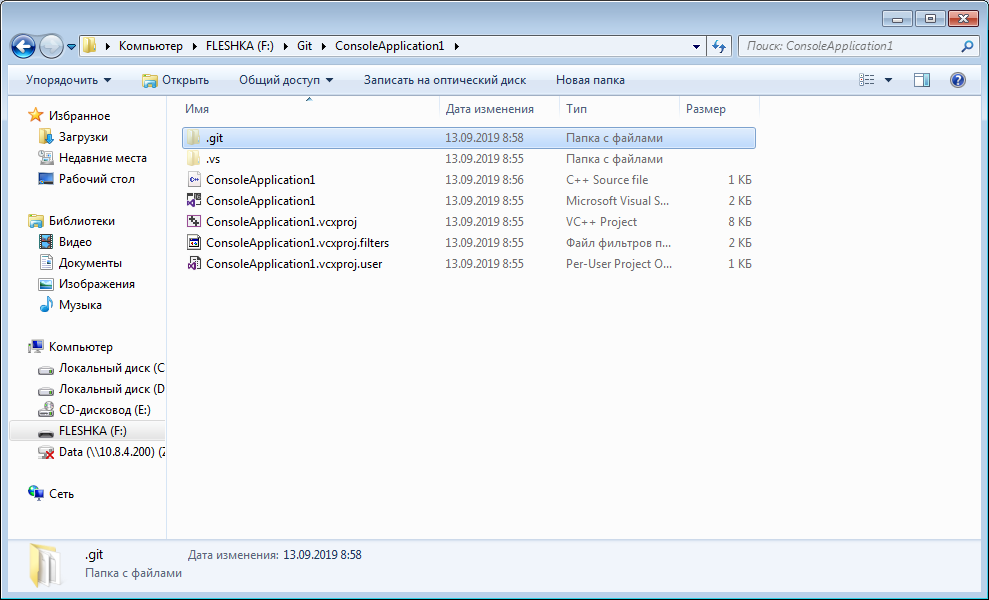 Компьютер FLESHKA (F:) Git ConsoleApplication1
Поиск: ConsoleApplication1
Упорядочить Открыть Общий доступ Записать на оптический диск Новая папка
Избранное
Загрузки
Недавние места
Рабочий стол
Библиотеки
Видео
Документы
Изображения
Музыка
Компьютер
Локальный диск (C
Локальный диск (D
CD-дисковод (E:)
FLESHKA (F:)
Data (\\10.8.4.200) (Z
Сеть
Имя Дата изменения Тип Размер
.git 13.09.2019 8:58 Папка с файлами
.vs 13.09.2019 8:55 Папка с файлами
ConsoleApplication1 13.09.2019 8:56 C++ Source file 1 КБ
ConsoleApplication1 13.09.2019 8:55 Microsoft Visual S... 2 КБ
ConsoleApplication1.vcxproj 13.09.2019 8:55 VC++ Project 8 КБ
ConsoleApplication1.vcxproj.filters 13.09.2019 8:55 Файл фильтров п... 2 КБ
ConsoleApplication1.vcxproj.user 13.09.2019 8:55 Per-User Project O... 1 КБ
.git Дата изменения: 13.09.2019 8:58
Папка с файлами